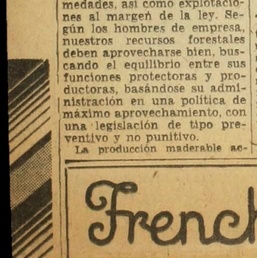 medades, así como explotacio-
nes al margen de la ley. Se-
gún los hombres de empresa,
nuestros recursos forestales
deben aprovecharse bien, bus-
cando el equilibrio entre sus
funciones protectoras y pro-
ductoras, basándose su admi-
nistración en una política de
máximo aprovechamiento, con
una legislación de tipo pre-
ventivo y no punitivo.
La producción maderable ac-
French